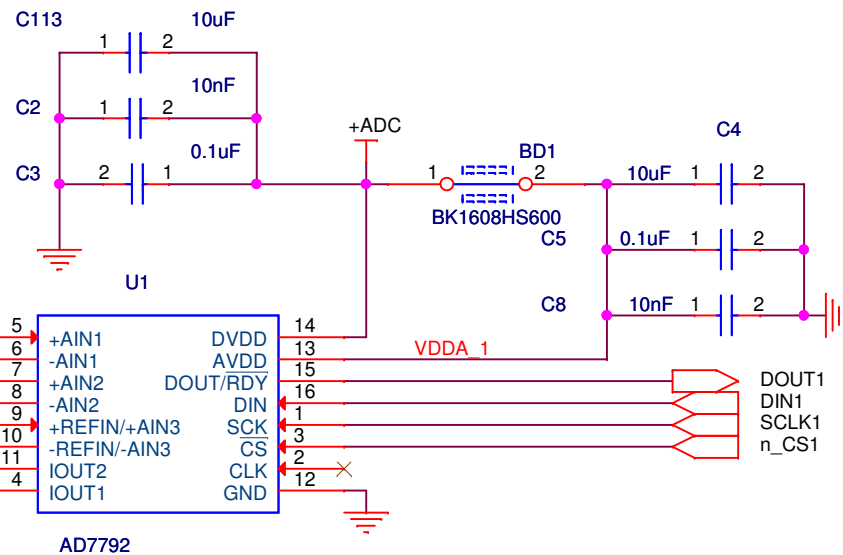 C113 10uF
1 2
10nF
C2 1 2
+ADC
0.1uF
C3 2 1
BD1
C4
1 2
10uF 1 2
BK1608HS600
C5 0.1uF 1 2
U1
C8 10nF 1 2
5 +AIN1 DVDD 14
6 -AIN1 AVDD 13 VDDA_1
7 +AIN2 DOUT/RDY 15 DOUT1
8 -AIN2 DIN 16 DIN1
9 +REFIN/+AIN3 SCK 1 SCLK1
10 -REFIN/-AIN3 CS 3 n_CS1
11 IOUT2 CLK 2
4 IOUT1 GND 12
AD7792